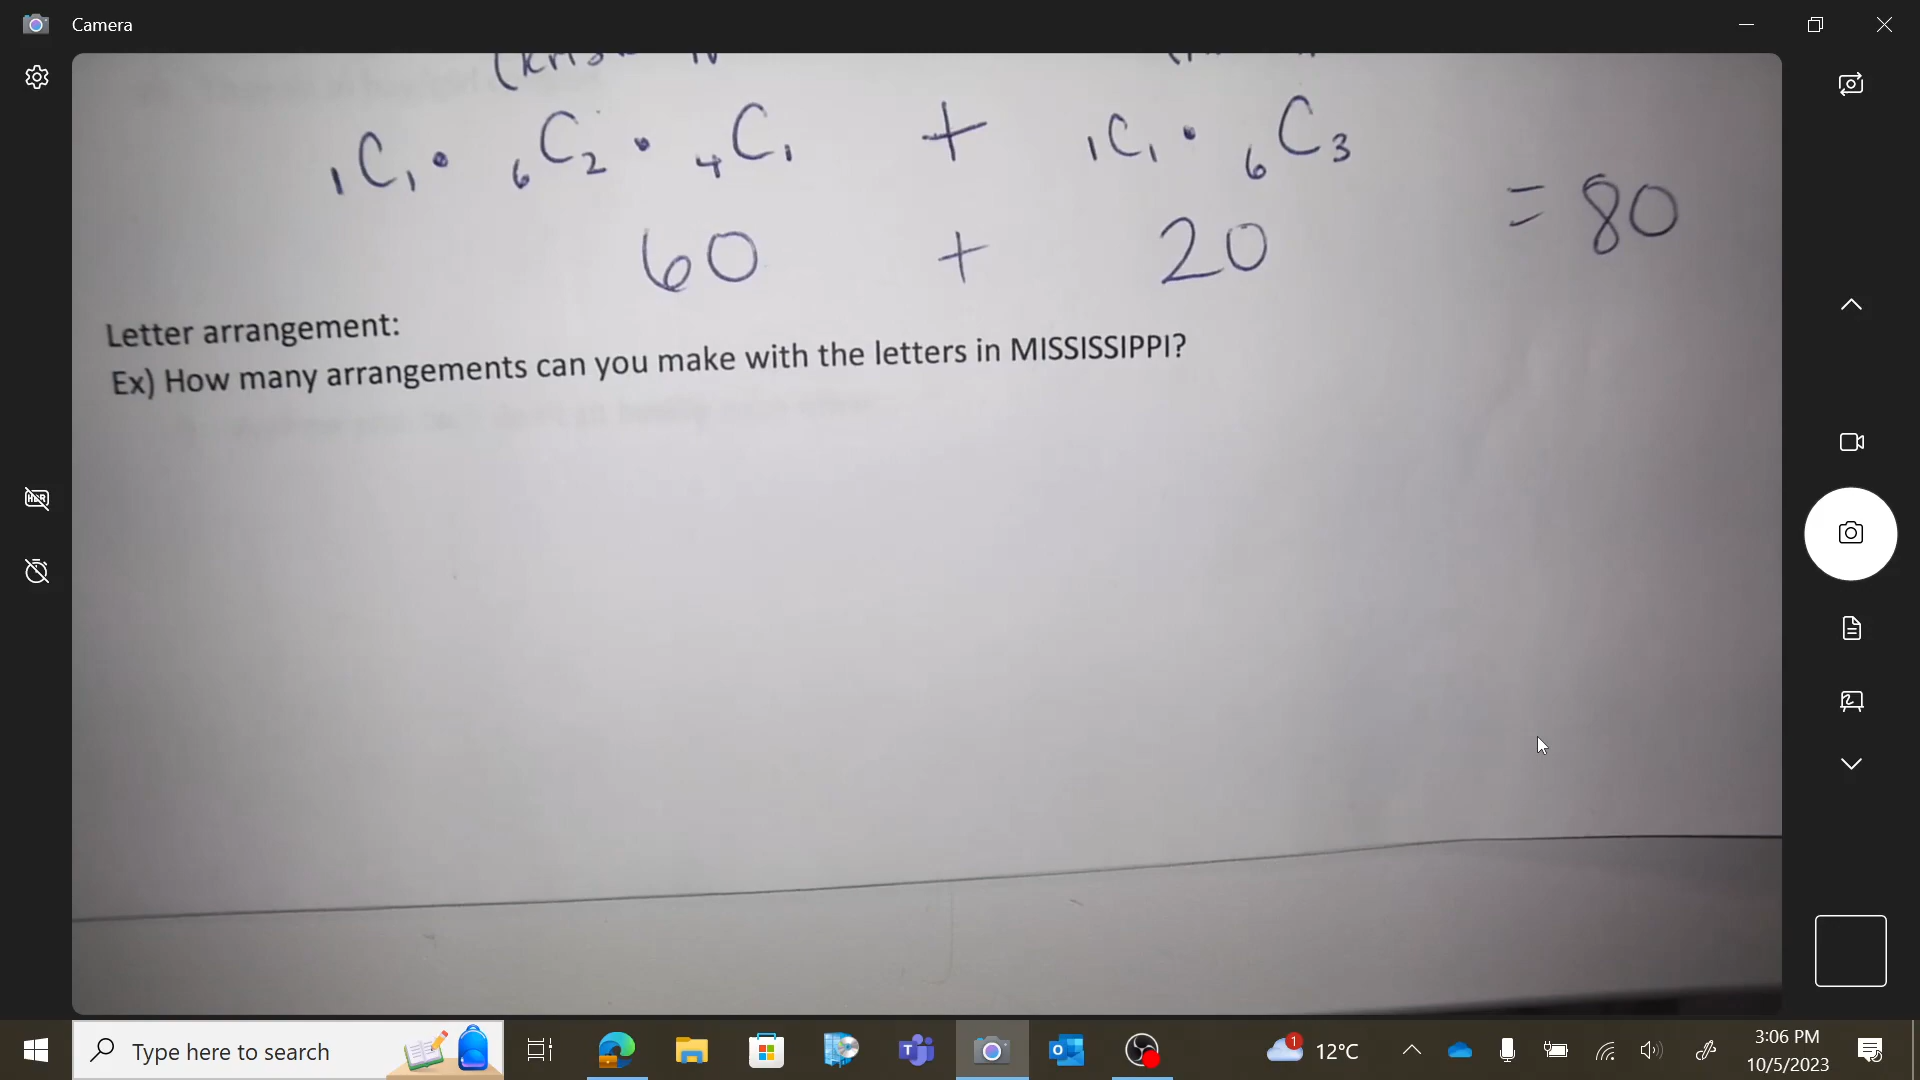 Camera
₁C₁ • ₆C₂ • ₄C₁ + ₁C₁ • ₆C₃
60 + 20 = 80
Letter arrangement:
Ex) How many arrangements can you make with the letters in MISSISSIPPI?
Type here to search
1
12°C
3:06 PM
10/5/2023